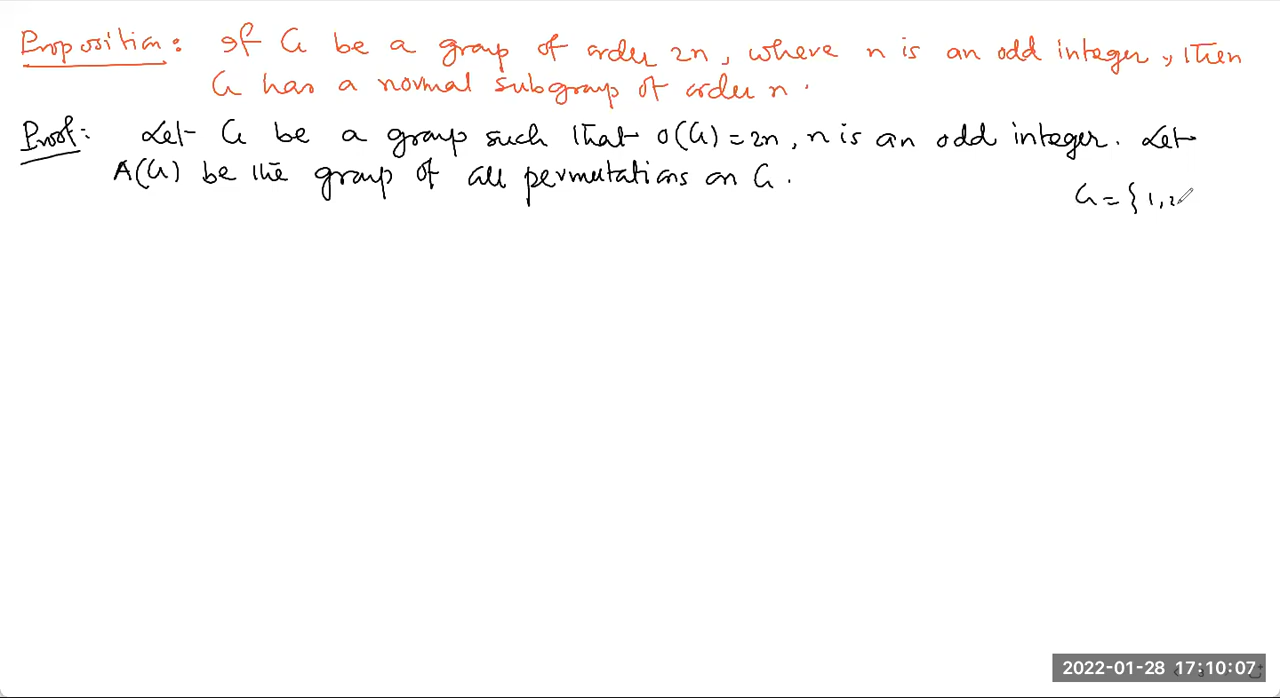 Proposition: If G be a group of order 2n, where n is an odd integer, then
G has a normal subgroup of order n.
Proof: Let G be a group such that o(G) = 2n, n is an odd integer. Let
A(G) be the group of all permutations on G.
G = { 1, 2
2022-01-28 17:10:07